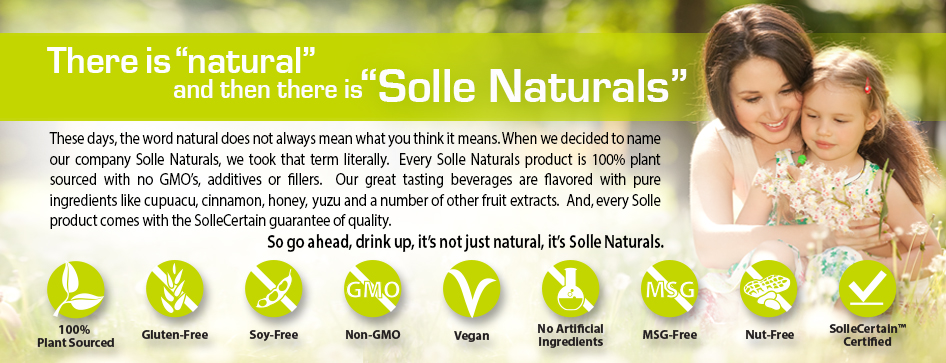 There is “natural”
and then there is “Solle Naturals”
These days, the word natural does not always mean what you think it means. When we decided to name
our company Solle Naturals, we took that term literally.  Every Solle Naturals product is 100% plant
sourced with no GMO’s, additives or fillers.  Our great tasting beverages are flavored with pure
ingredients like cupuacu, cinnamon, honey, yuzu and a number of other fruit extracts.  And, every Solle
product comes with the SolleCertain guarantee of quality.
So go ahead, drink up, it’s not just natural, it’s Solle Naturals.
100%
Plant Sourced
Gluten-Free
Soy-Free
GMO
Non-GMO
Vegan
No Artificial
Ingredients
MSG
MSG-Free
Nut-Free
SolleCertain™
Certified